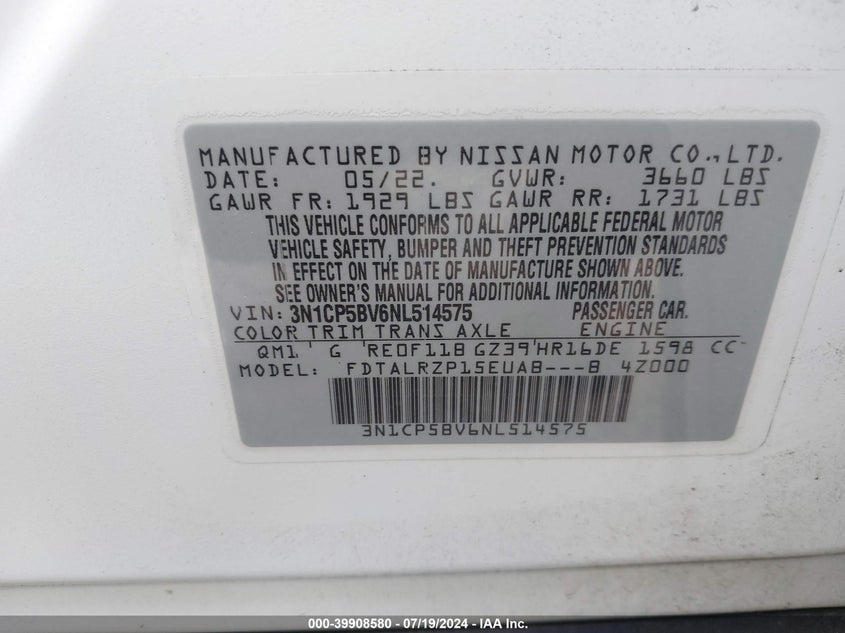 MANUFACTURED BY NISSAN MOTOR CO., LTD.
DATE: 05/22. GVWR: 3660 LBS
GAWR FR: 1929 LBS GAWR RR: 1731 LBS
THIS VEHICLE CONFORMS TO ALL APPLICABLE FEDERAL MOTOR
VEHICLE SAFETY, BUMPER AND THEFT PREVENTION STANDARDS
IN EFFECT ON THE DATE OF MANUFACTURE SHOWN ABOVE.
SEE OWNER'S MANUAL FOR ADDITIONAL INFORMATION.
VIN: 3N1CP5BV6NL514575 PASSENGER CAR.
COLOR TRIM TRANS AXLE ENGINE
QM1 ' G 'RE0F11B GZ39'HR16DE 1598 CC
MODEL: FDTALRZP15EUAB---B 4Z000
3N1CP5BV6NL514575
000-39908580 - 07/19/2024 - IAA Inc.